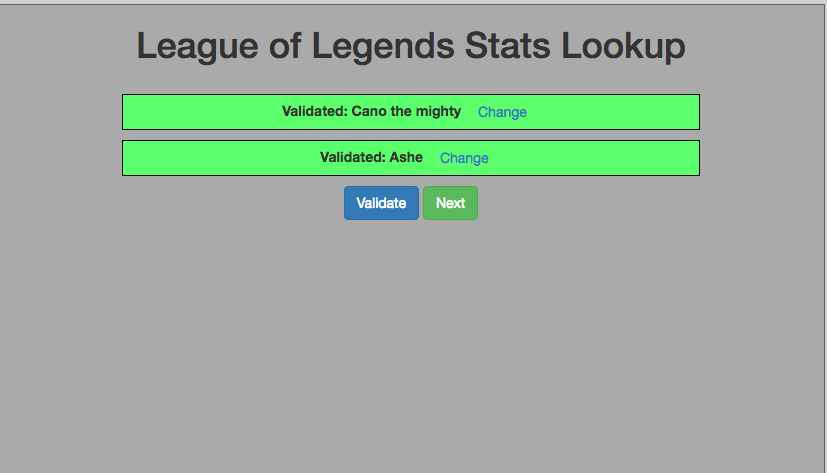 League of Legends Stats Lookup
Validated: Cano the mighty Change
Validated: Ashe Change
Validate Next